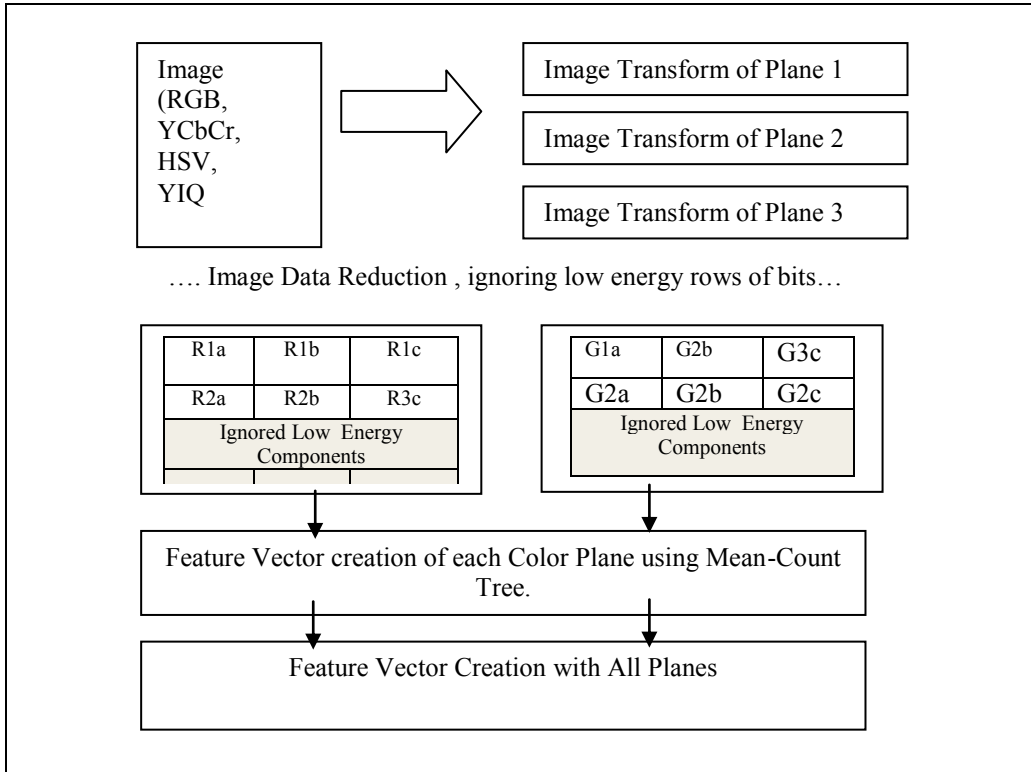 Image
(RGB,
YCbCr,
HSV,
YIQ
Image Transform of Plane 1
Image Transform of Plane 2
Image Transform of Plane 3
…. Image Data Reduction , ignoring low energy rows of bits…
R1a R1b R1c
R2a R2b R3c
Ignored Low Energy
Components
G1a G2b G3c
G2a G2b G2c
Ignored Low Energy
Components
Feature Vector creation of each Color Plane using Mean-Count
Tree.
Feature Vector Creation with All Planes